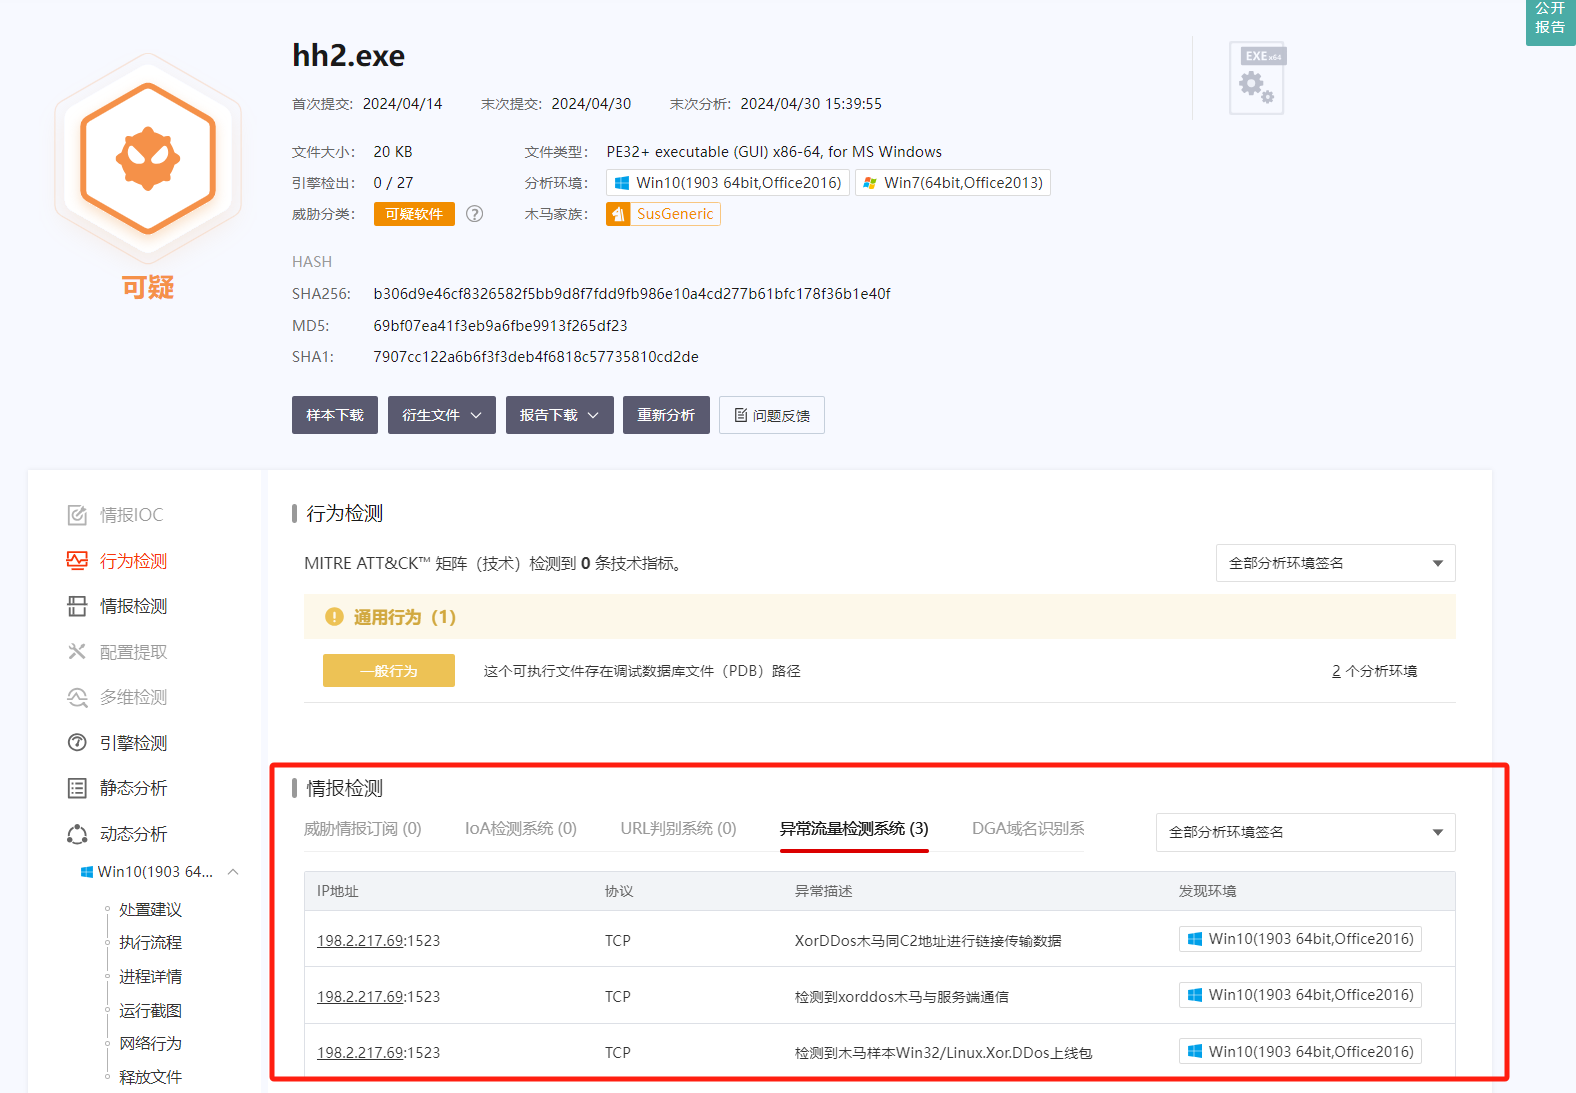 公开
报告
hh2.exe
EXE x64
首次提交: 2024/04/14 末次提交: 2024/04/30 末次分析: 2024/04/30 15:39:55
文件大小: 20 KB 文件类型: PE32+ executable (GUI) x86-64, for MS Windows
引擎检出: 0 / 27 分析环境: Win10(1903 64bit,Office2016) Win7(64bit,Office2013)
威胁分类: 可疑软件 ? 木马家族: SusGeneric
可疑
HASH
SHA256: b306d9e46cf8326582f5bb9d8f7fdd9fb986e10a4cd277b61bfc178f36b1e40f
MD5: 69bf07ea41f3eb9a6fbe9913f265df23
SHA1: 7907cc122a6b6f3f3deb4f6818c57735810cd2de
样本下载 衍生文件 报告下载 重新分析 问题反馈
情报IOC
行为检测
情报检测
配置提取
多维检测
引擎检测
静态分析
动态分析
Win10(1903 64...
处置建议
执行流程
进程详情
运行截图
网络行为
释放文件
行为检测
MITRE ATT&CK™ 矩阵（技术）检测到 0 条技术指标。 全部分析环境签名
通用行为（1）
一般行为 这个可执行文件存在调试数据库文件（PDB）路径 2 个分析环境
情报检测
威胁情报订阅 (0) IoA检测系统 (0) URL判别系统 (0) 异常流量检测系统 (3) DGA域名识别系 全部分析环境签名
IP地址 协议 异常描述 发现环境
198.2.217.69:1523 TCP XorDDos木马同C2地址进行链接传输数据 Win10(1903 64bit,Office2016)
198.2.217.69:1523 TCP 检测到xorddos木马与服务端通信 Win10(1903 64bit,Office2016)
198.2.217.69:1523 TCP 检测到木马样本Win32/Linux.Xor.DDos上线包 Win10(1903 64bit,Office2016)